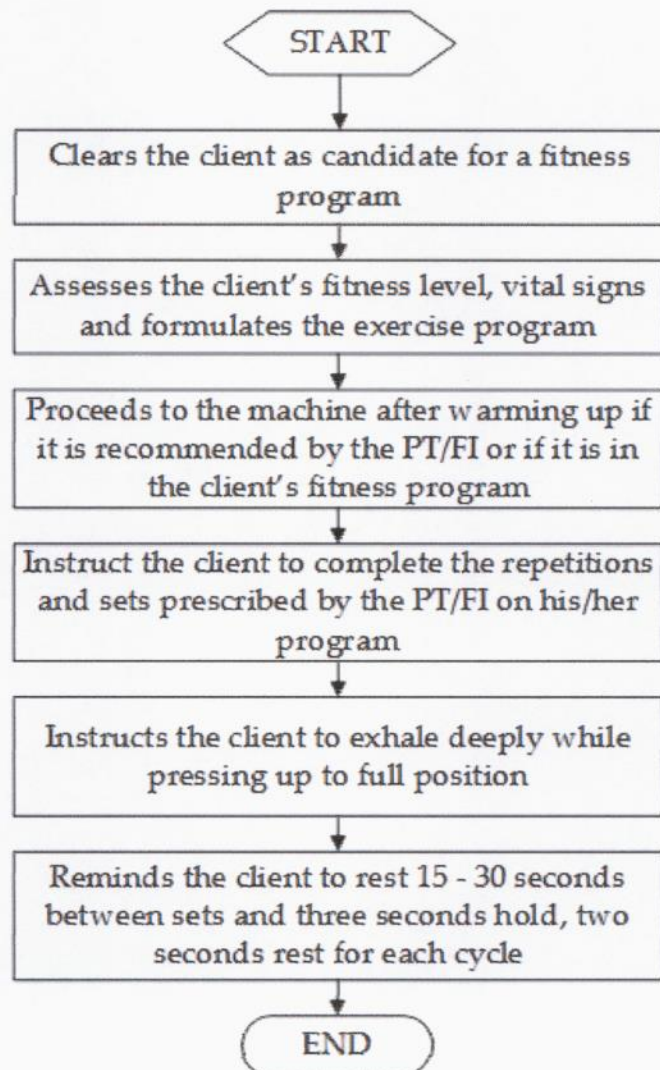 START
Clears the client as candidate for a fitness
program
Assesses the client's fitness level, vital signs
and formulates the exercise program
Proceeds to the machine after warming up if
it is recommended by the PT/FI or if it is in
the client's fitness program
Instruct the client to complete the repetitions
and sets prescribed by the PT/FI on his/her
program
Instructs the client to exhale deeply while
pressing up to full position
Reminds the client to rest 15 - 30 seconds
between sets and three seconds hold, two
seconds rest for each cycle
END